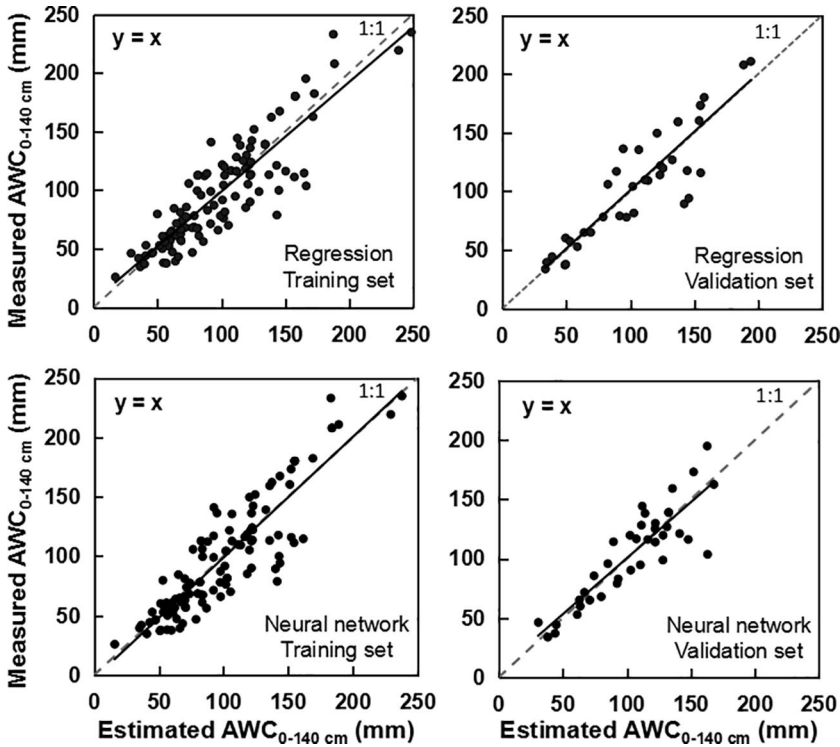 250
200
150
100
50
0
Measured AWC0-140 cm (mm)
y = x
1:1
Regression
Training set
0 50 100 150 200 250
250
200
150
100
50
0
y = x
1:1
Regression
Validation set
0 50 100 150 200 250
250
200
150
100
50
0
Measured AWC0-140 cm (mm)
y = x
1:1
Neural network
Training set
0 50 100 150 200 250
Estimated AWC0-140 cm (mm)
250
200
150
100
50
0
y = x
1:1
Neural network
Validation set
0 50 100 150 200 250
Estimated AWC0-140 cm (mm)